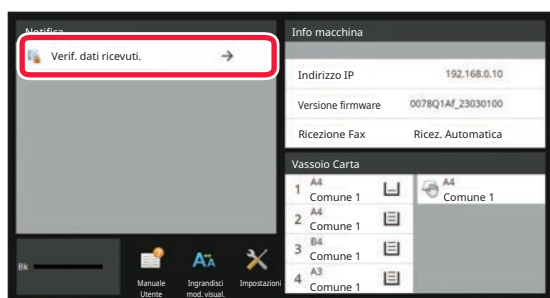 Notifica
Verif. dati ricevuti.
Info macchina
Indirizzo IP 192.168.0.10
Versione firmware 0078Q1Af_23030100
Ricezione Fax Ricez. Automatica
Vassoio Carta
1 A4
Comune 1
A4
Comune 1
2 A4
Comune 1
3 B4
Comune 1
4 A3
Comune 1
Bk
Manuale
Utente
Ingrandisci
mod. visual.
Impostazioni